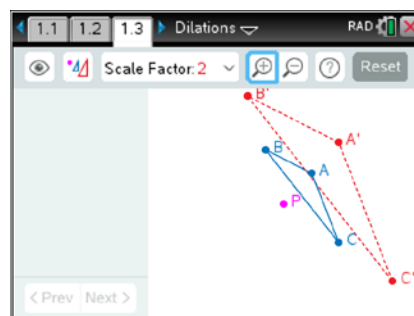 1.1 1.2 1.3 Dilations RAD
Scale Factor: 2 ? Reset
B'
A'
B
A
P
C
C'
< Prev Next >